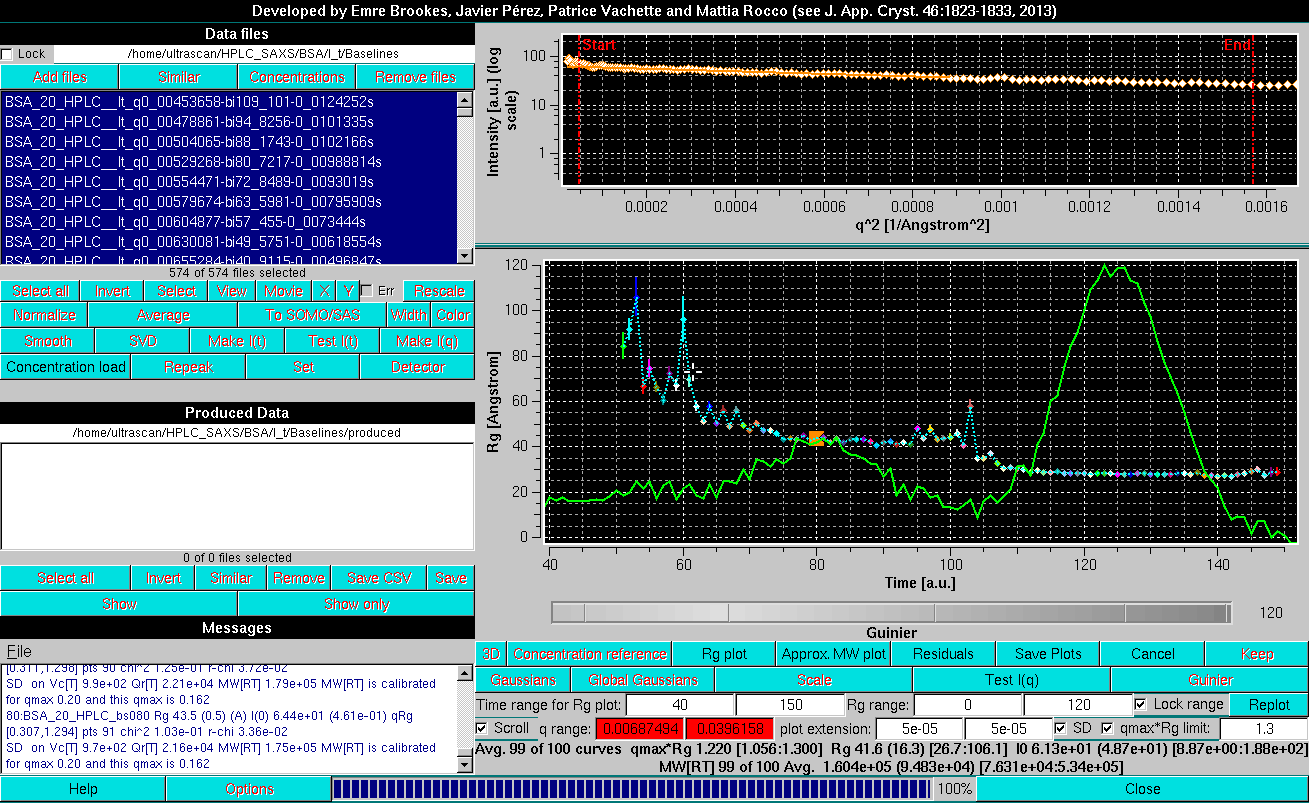 Developed by Emre Brookes, Javier Pérez, Patrice Vachette and Mattia Rocco (see J. App. Cryst. 46:1823-1833, 2013)
Data files
Lock /home/ultrascan/HPLC_SAXS/BSA/I_t/Baselines
Add files Similar Concentrations Remove files
BSA_20_HPLC__It_q0_00453658-bi109_101-0_0124252s
BSA_20_HPLC__It_q0_00478861-bi94_8256-0_0101335s
BSA_20_HPLC__It_q0_00504065-bi88_1743-0_0102166s
BSA_20_HPLC__It_q0_00529268-bi80_7217-0_00988814s
BSA_20_HPLC__It_q0_00554471-bi72_8489-0_0093019s
BSA_20_HPLC__It_q0_00579674-bi63_5981-0_00795909s
BSA_20_HPLC__It_q0_00604877-bi57_455-0_0073444s
BSA_20_HPLC__It_q0_00630081-bi49_5751-0_00618554s
BSA_20_HPLC__It_q0_00655284-bi40_9115-0_00496847s
574 of 574 files selected
Select all Invert Select View Movie X Y Err Rescale
Normalize Average To SOMO/SAS Width Color
Smooth SVD Make I(t) Test I(t) Make I(q)
Concentration load Repeak Set Detector
Produced Data
/home/ultrascan/HPLC_SAXS/BSA/I_t/Baselines/produced
0 of 0 files selected
Select all Invert Similar Remove Save CSV Save
Show Show only
Messages
File
[0.311,1.298] pts 90 chi^2 1.25e-01 r-chi 3.72e-02
SD on Vc[T] 9.9e+02 Qr[T] 2.21e+04 MW[RT] 1.79e+05 MW[RT] is calibrated
for qmax 0.20 and this qmax is 0.162
80:BSA_20_HPLC_bs080 Rg 43.5 (0.5) (A) I(0) 6.44e+01 (4.61e-01) qRg
[0.307,1.294] pts 91 chi^2 1.03e-01 r-chi 3.36e-02
SD on Vc[T] 9.7e+02 Qr[T] 2.16e+04 MW[RT] 1.75e+05 MW[RT] is calibrated
for qmax 0.20 and this qmax is 0.162
Help Options 100% Close
Intensity [a.u.] (log scale)
100
10
1
Start End
0.0002 0.0004 0.0006 0.0008 0.001 0.0012 0.0014 0.0016
q^2 [1/Angstrom^2]
Rg [Angstrom]
120
100
80
60
40
20
0
40 60 80 100 120 140
Time [a.u.]
120
Guinier
3D Concentration reference Rg plot Approx. MW plot Residuals Save Plots Cancel Keep
Gaussians Global Gaussians Scale Test I(q) Guinier
Time range for Rg plot: 40 150 Rg range: 0 120 Lock range Replot
Scroll q range: 0.00687494 0.0396158 plot extension: 5e-05 5e-05 SD qmax*Rg limit: 1.3
Avg. 99 of 100 curves qmax*Rg 1.220 [1.056:1.300] Rg 41.6 (16.3) [26.7:106.1] I0 6.13e+01 (4.87e+01) [8.87e+00:1.88e+02]
MW[RT] 99 of 100 Avg. 1.604e+05 (9.483e+04) [7.631e+04:5.34e+05]